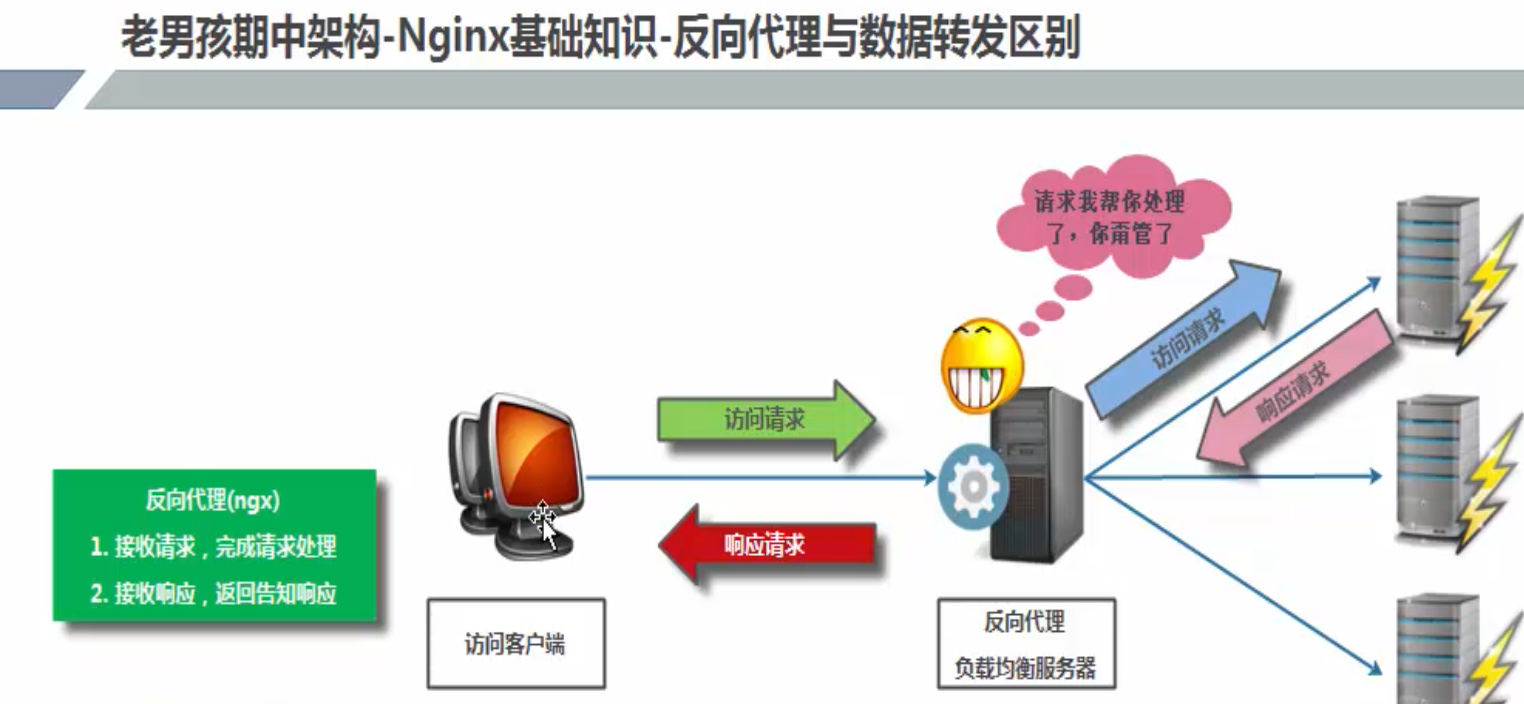 老男孩期中架构-Nginx基础知识-反向代理与数据转发区别
请求我帮你处理
了，你甭管了
访问请求
响应请求
访问请求
响应请求
反向代理(ngx)
1. 接收请求，完成请求处理
2. 接收响应，返回告知响应
访问客户端
反向代理
负载均衡服务器